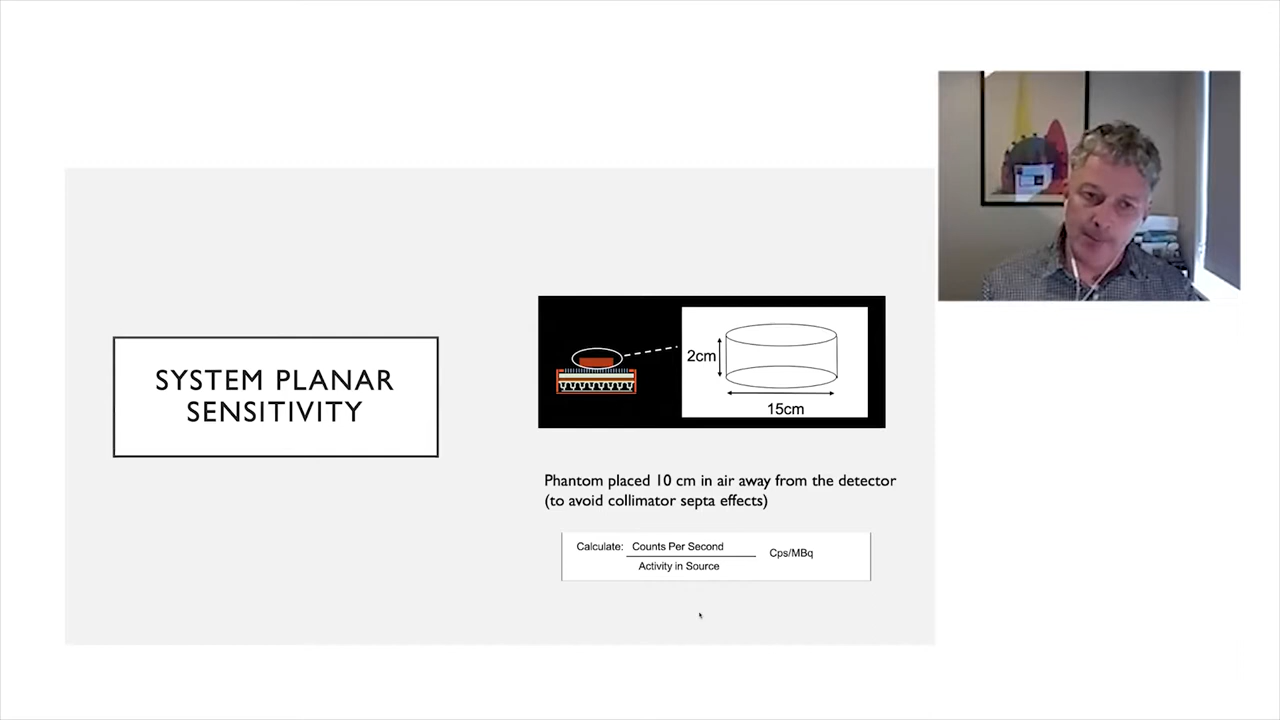 SYSTEM PLANAR
SENSITIVITY
2cm
15cm
Phantom placed 10 cm in air away from the detector
(to avoid collimator septa effects)
Calculate: Counts Per Second Cps/MBq
Activity in Source